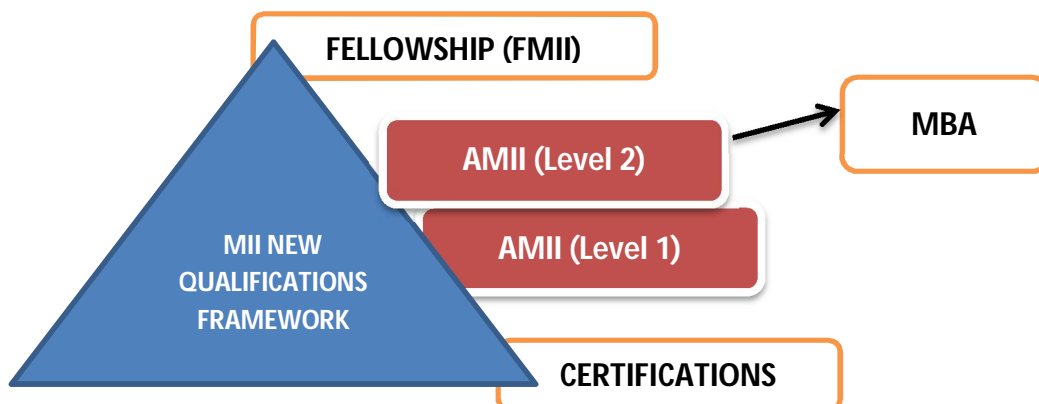 FELLOWSHIP (FMII)
MBA
AMII (Level 2)
AMII (Level 1)
MII NEW
QUALIFICATIONS
FRAMEWORK
CERTIFICATIONS